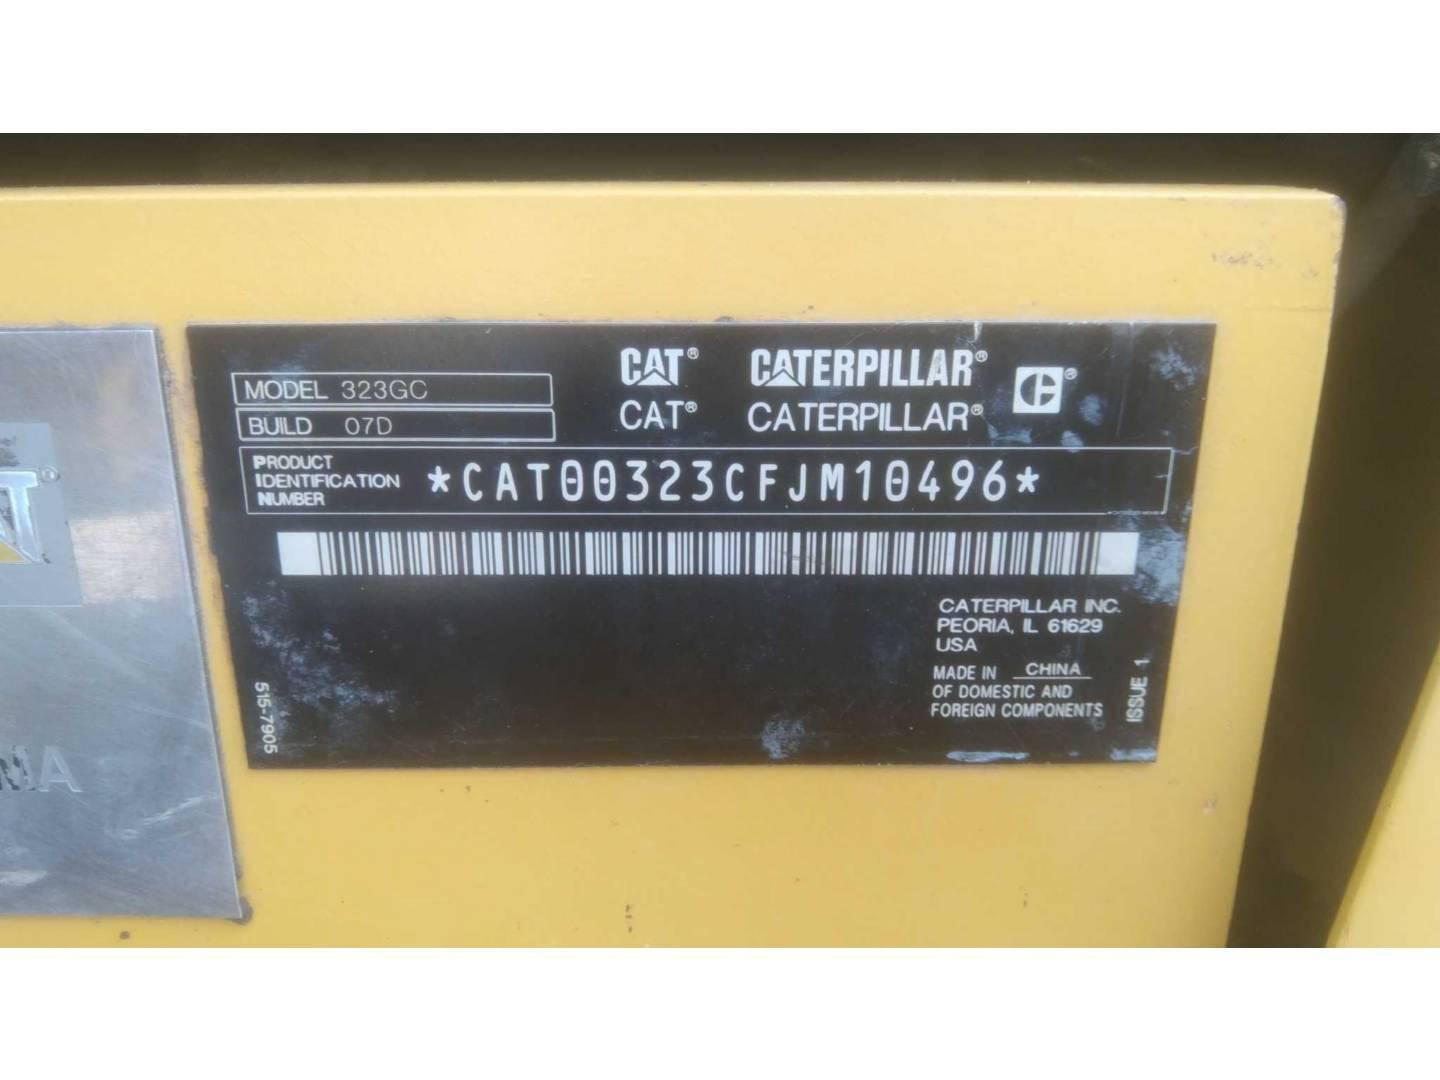 MODEL 323GC
BUILD 07D
CAT® CATERPILLAR®
CAT® CATERPILLAR®
PRODUCT
IDENTIFICATION
NUMBER
*CAT00323CFJM10496*
CATERPILLAR INC.
PEORIA, IL 61629
USA
MADE IN CHINA
OF DOMESTIC AND
FOREIGN COMPONENTS
ISSUE 1
515-7905